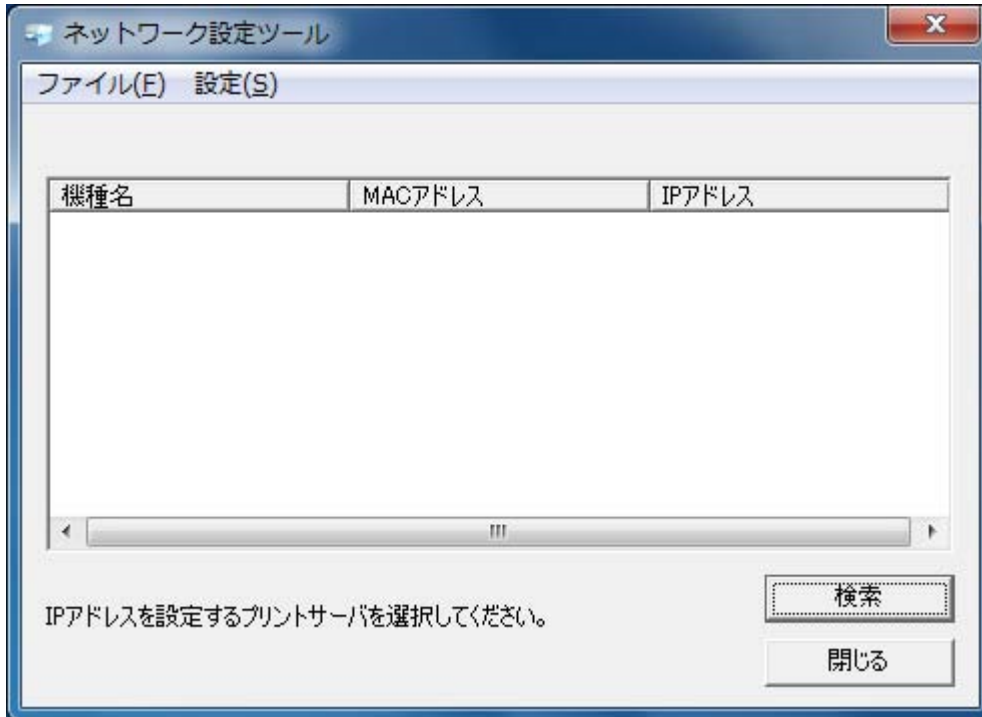 ネットワーク設定ツール
ファイル(F) 設定(S)
機種名 MACアドレス IPアドレス
検索
IPアドレスを設定するプリントサーバを選択してください。
閉じる